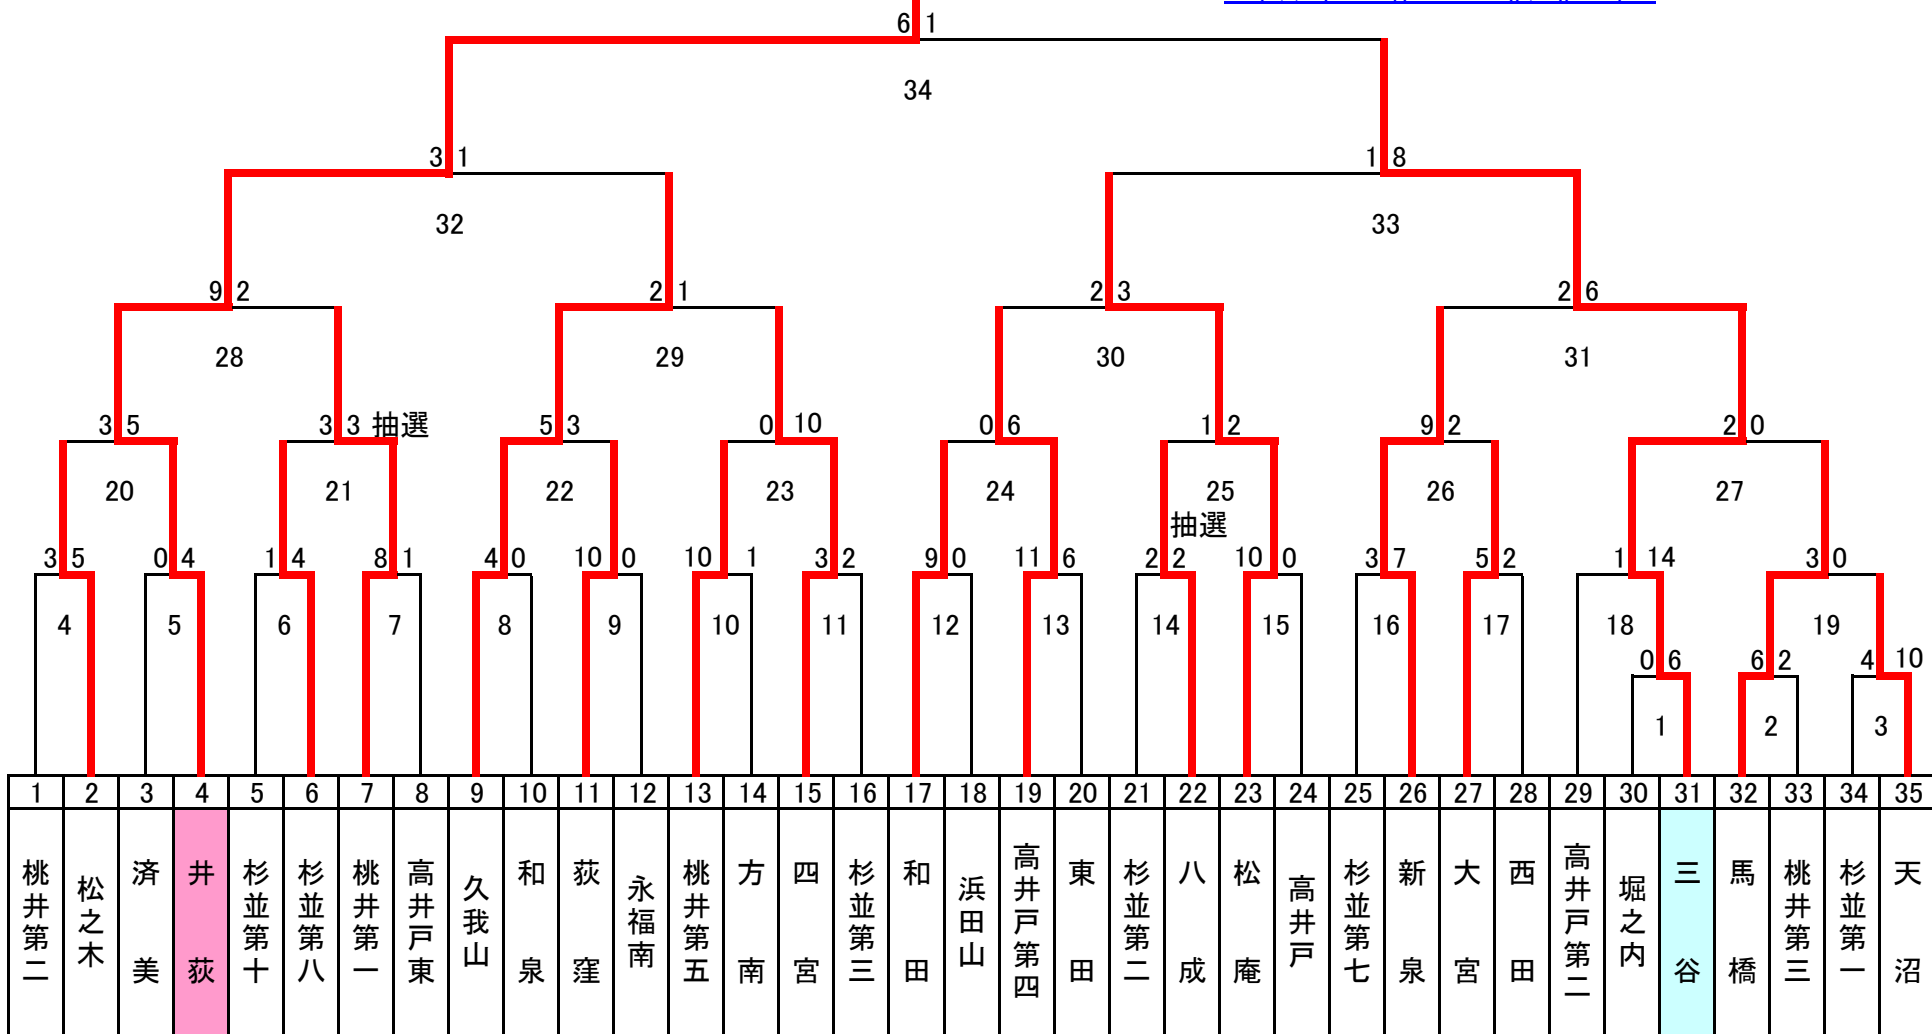 6 1
34
3 1
1 8
32
33
9 2
2 1
2 3
2 6
28
29
30
31
3 5
3 3 抽選
5 3
0 10
0 6
1 2
9 2
2 0
20
21
22
23
24
25
26
27
抽選
3 5
0 4
1 4
8 1
4 0
10 0
10 1
3 2
9 0
11 6
2 2
10 0
3 7
5 2
1 14
3 0
4
5
6
7
8
9
10
11
12
13
14
15
16
17
18
19
0 6
6 2
4 10
1
2
3
1 2 3 4 5 6 7 8 9 10 11 12 13 14 15 16 17 18 19 20 21 22 23 24 25 26 27 28 29 30 31 32 33 34 35
桃井第二
松之木
済美
井荻
杉並第十
杉並第八
桃井第一
高井戸東
久我山
和泉
荻窪
永福南
桃井第五
方南
四宮
杉並第三
和田
浜田山
高井戸第四
東田
杉並第二
八成
松庵
高井戸
杉並第七
新泉
大宮
西田
高井戸第二
堀之内
三谷
馬橋
桃井第三
杉並第一
天沼